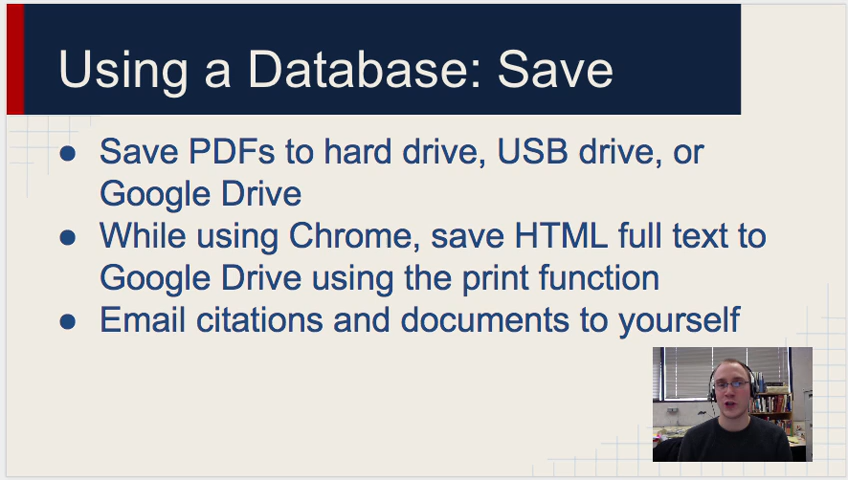 Using a Database: Save
● Save PDFs to hard drive, USB drive, or
Google Drive
● While using Chrome, save HTML full text to
Google Drive using the print function
● Email citations and documents to yourself